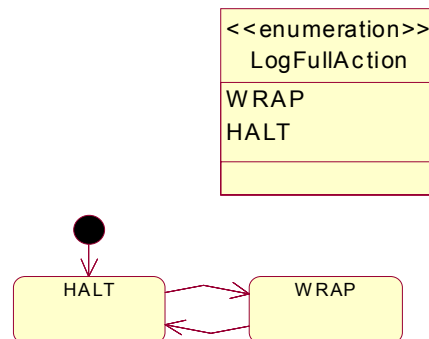 <<enumeration>>
LogFullAction
WRAP
HALT
HALT
WRAP